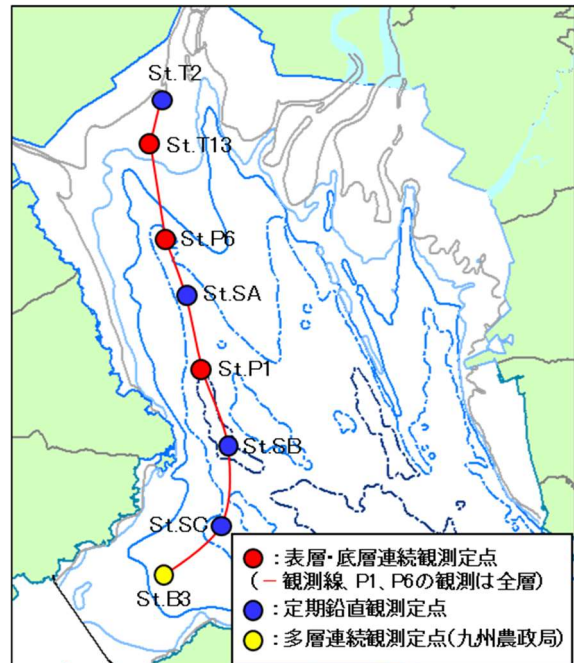 St.T2
St.T13
St.P6
St.SA
St.P1
St.SB
St.SC
St.B3
：表層・底層連続観測定点
（－観測線、P1、P6の観測は全層）
：定期鉛直観測定点
：多層連続観測定点（九州農政局）